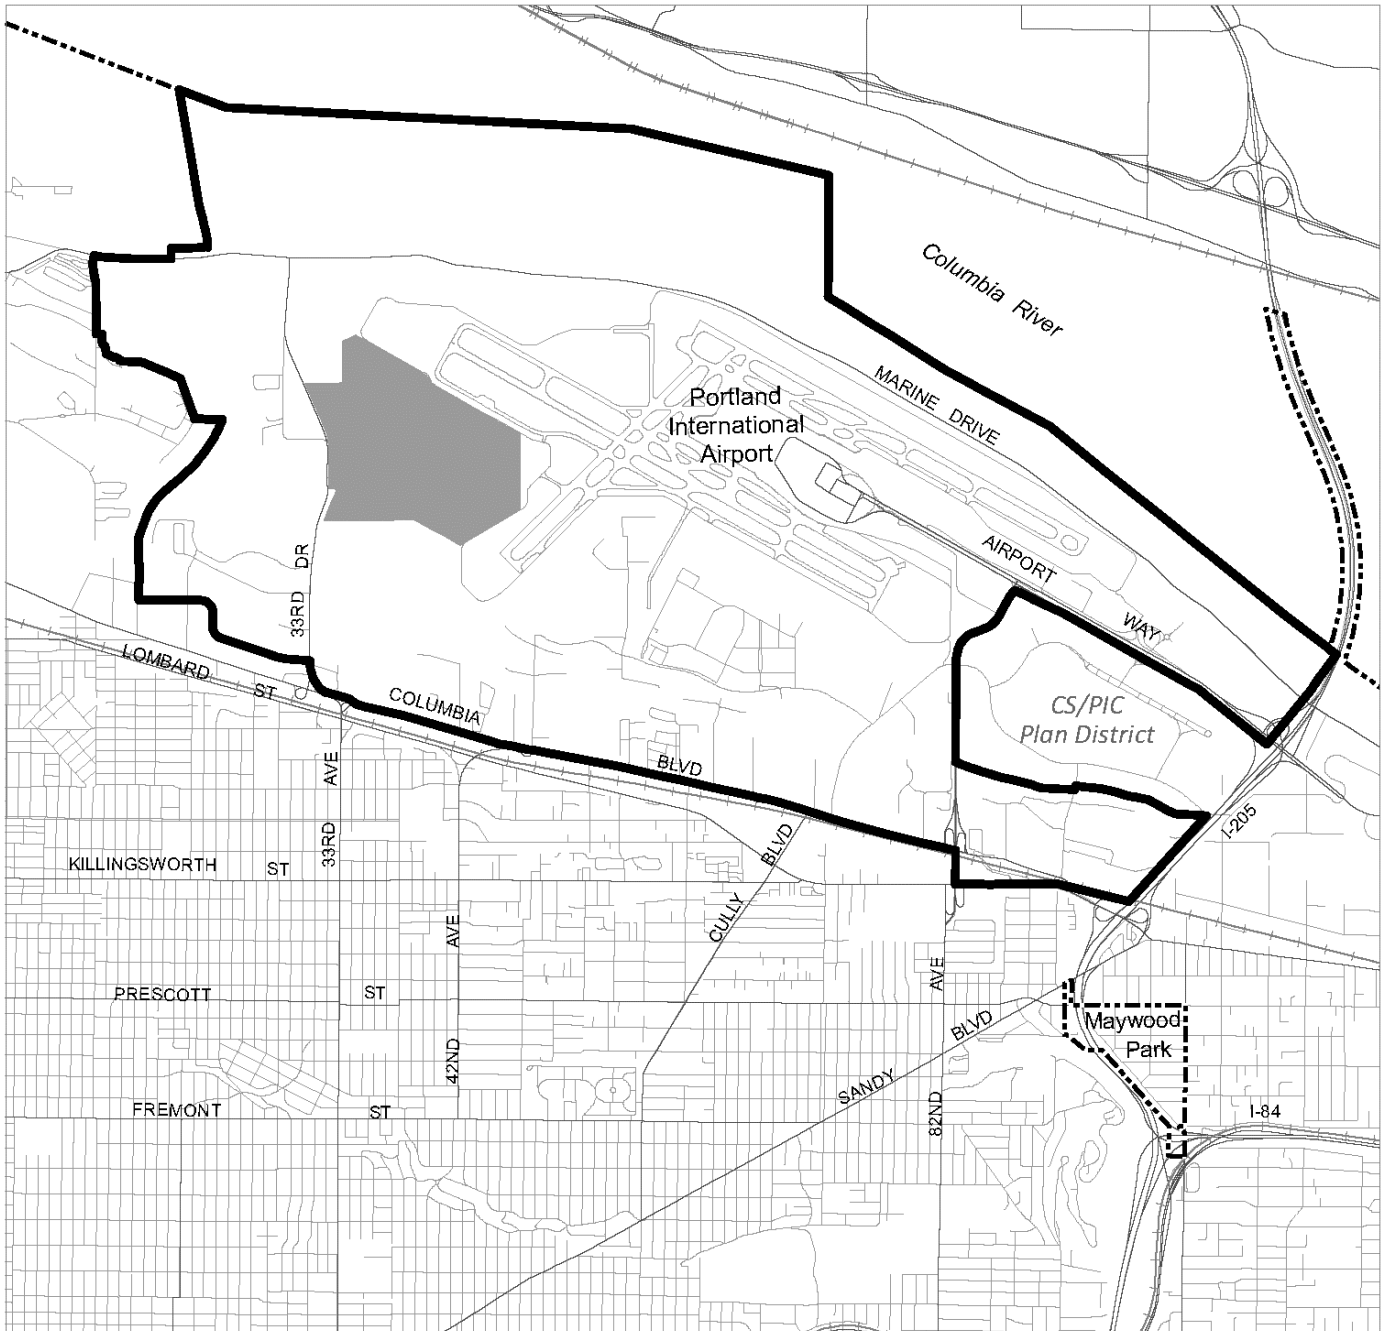 Columbia River
MARINE DRIVE
Portland
International
Airport
AIRPORT
WAY
33RD DR
LOMBARD
ST
COLUMBIA
BLVD
CS/PIC
Plan District
I-205
33RD AVE
KILLINGSWORTH
ST
CULLY BLVD
42ND AVE
82ND AVE
PRESCOTT
ST
SANDY BLVD
Maywood
Park
FREMONT
ST
I-84